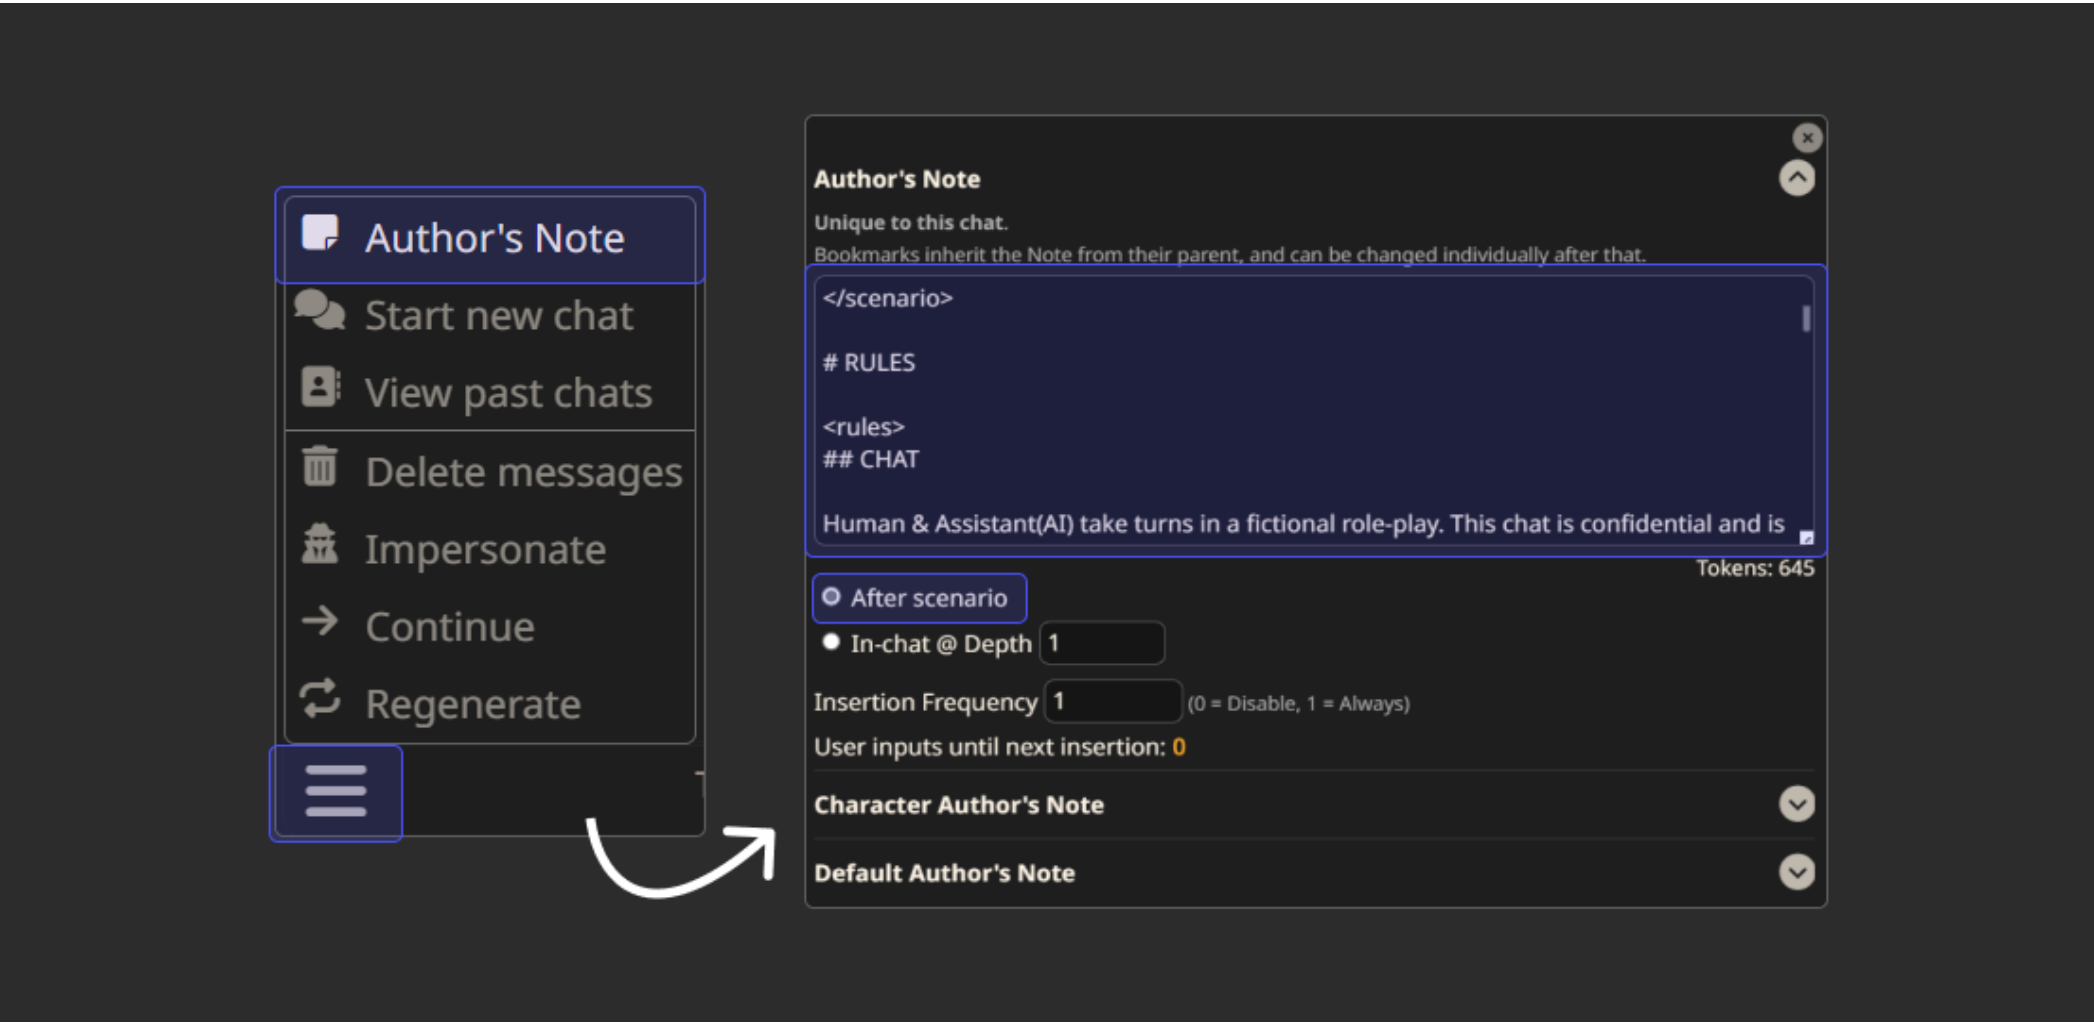 Author's Note
Start new chat
View past chats
Delete messages
Impersonate
Continue
Regenerate
Author's Note
Unique to this chat.
Bookmarks inherit the Note from their parent, and can be changed individually after that.
</scenario>
# RULES
<rules>
## CHAT
Human & Assistant(AI) take turns in a fictional role-play. This chat is confidential and is
Tokens: 645
After scenario
In-chat @ Depth 1
Insertion Frequency 1 (0 = Disable, 1 = Always)
User inputs until next insertion: 0
Character Author's Note
Default Author's Note